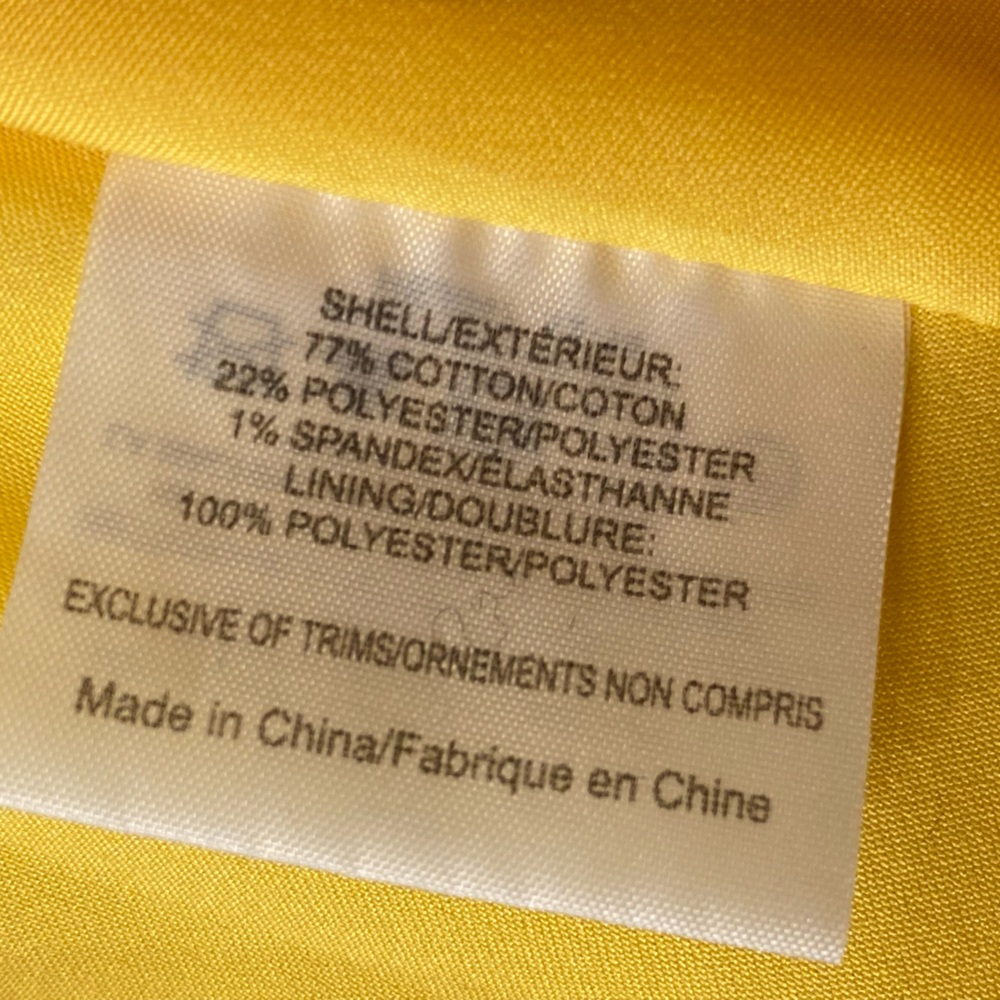 SHELL/EXTÉRIEUR:
77% COTTON/COTON
22% POLYESTER/POLYESTER
1% SPANDEX/ÉLASTHANNE
LINING/DOUBLURE:
100% POLYESTER/POLYESTER
EXCLUSIVE OF TRIMS/ORNEMENTS NON COMPRIS
Made in China/Fabrique en Chine